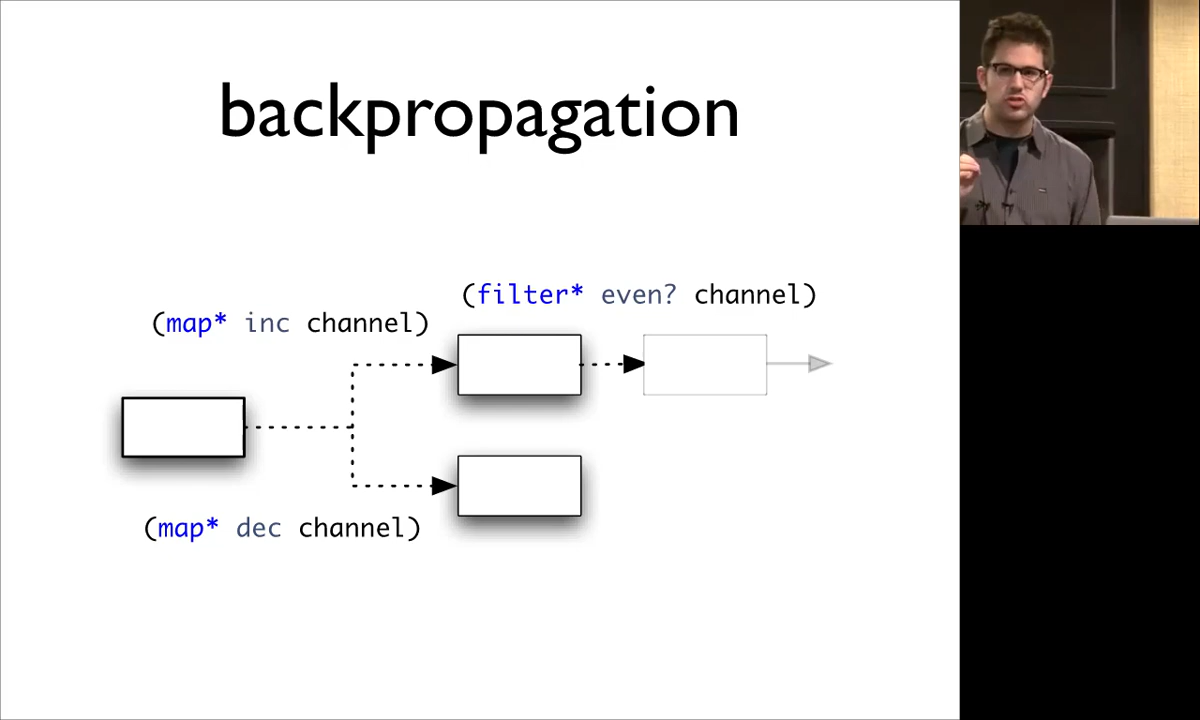 backpropagation
(filter* even? channel)
(map* inc channel)
(map* dec channel)